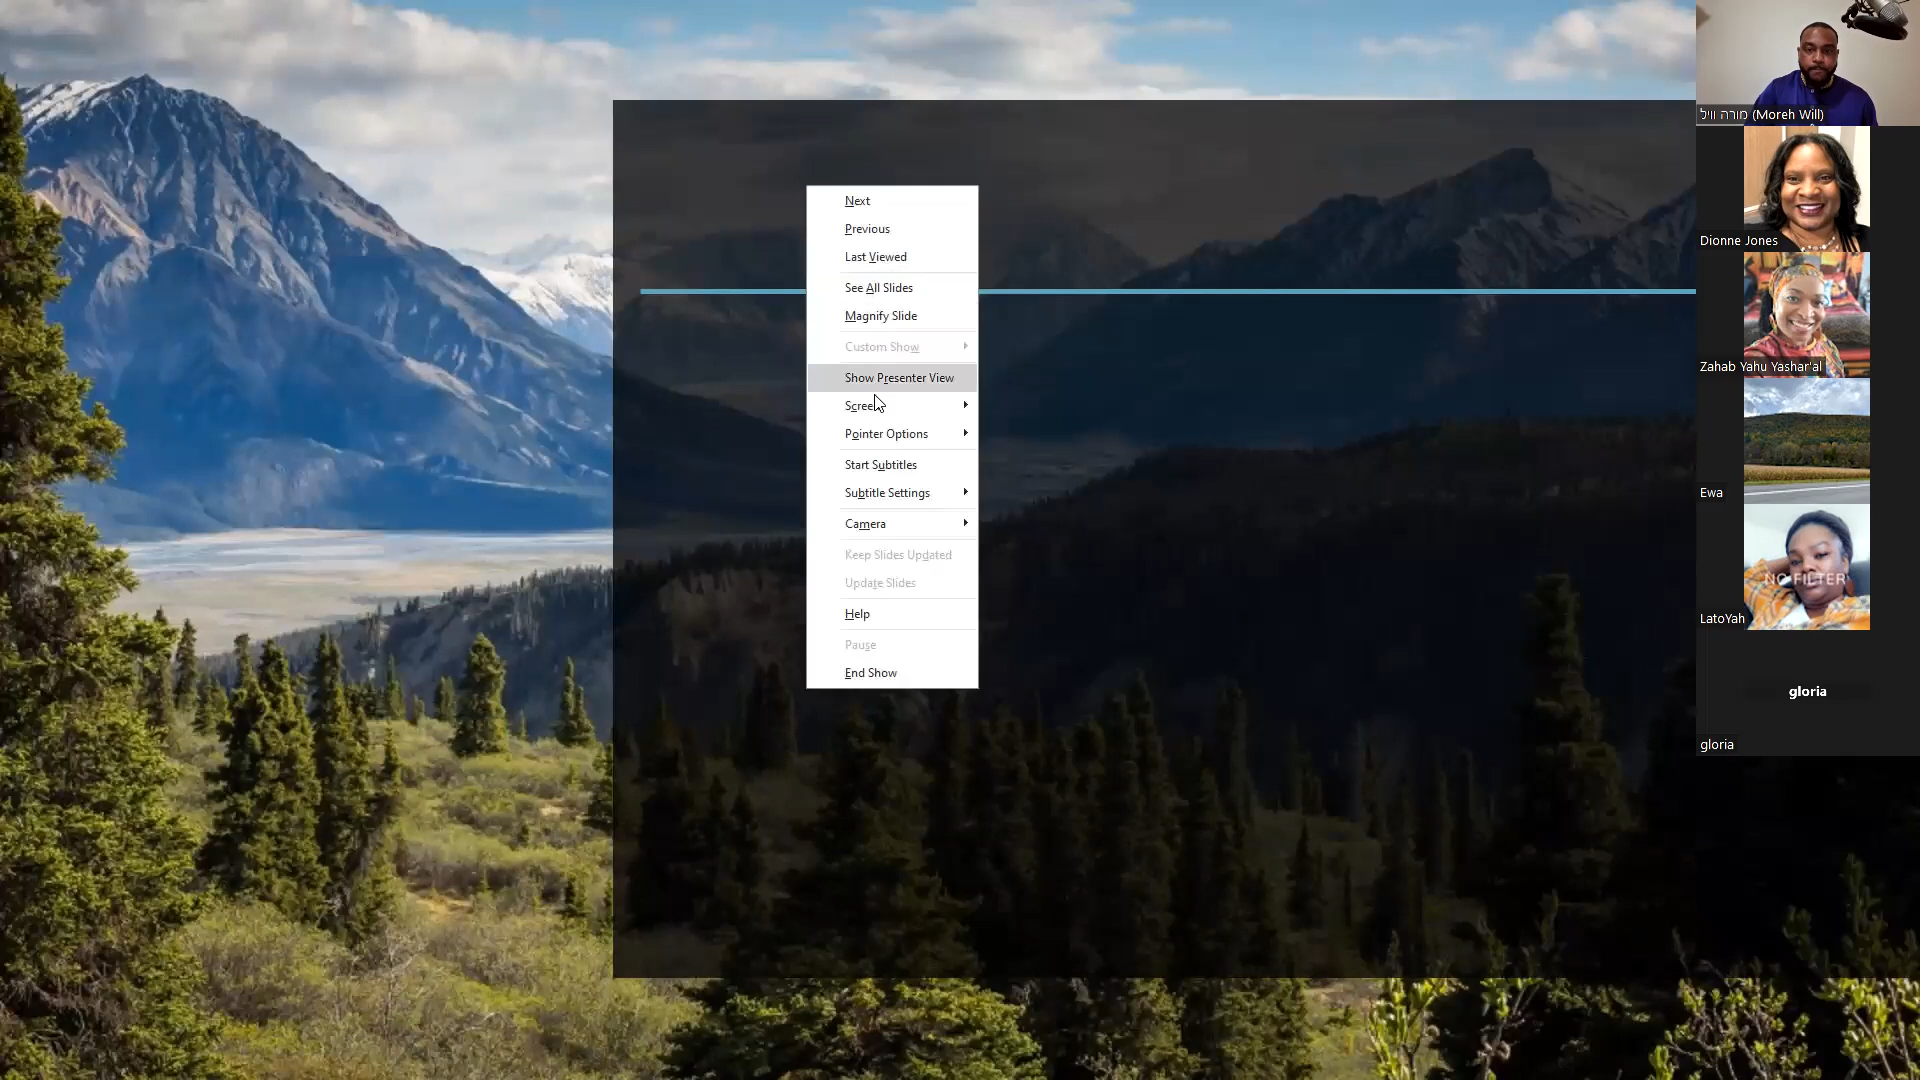 Next
Previous
Last Viewed
See All Slides
Magnify Slide
Custom Show
Show Presenter View
Pointer Options
Start Subtitles
Subtitle Settings
Camera
Keep Slides Updated
Update Slides
Help
Pause
End Show
מורה וויל (Moreh Will)
Dionne Jones
Zahab Yahu Yashar'al
Ewa
NO FILTER
LatoYah
gloria
gloria